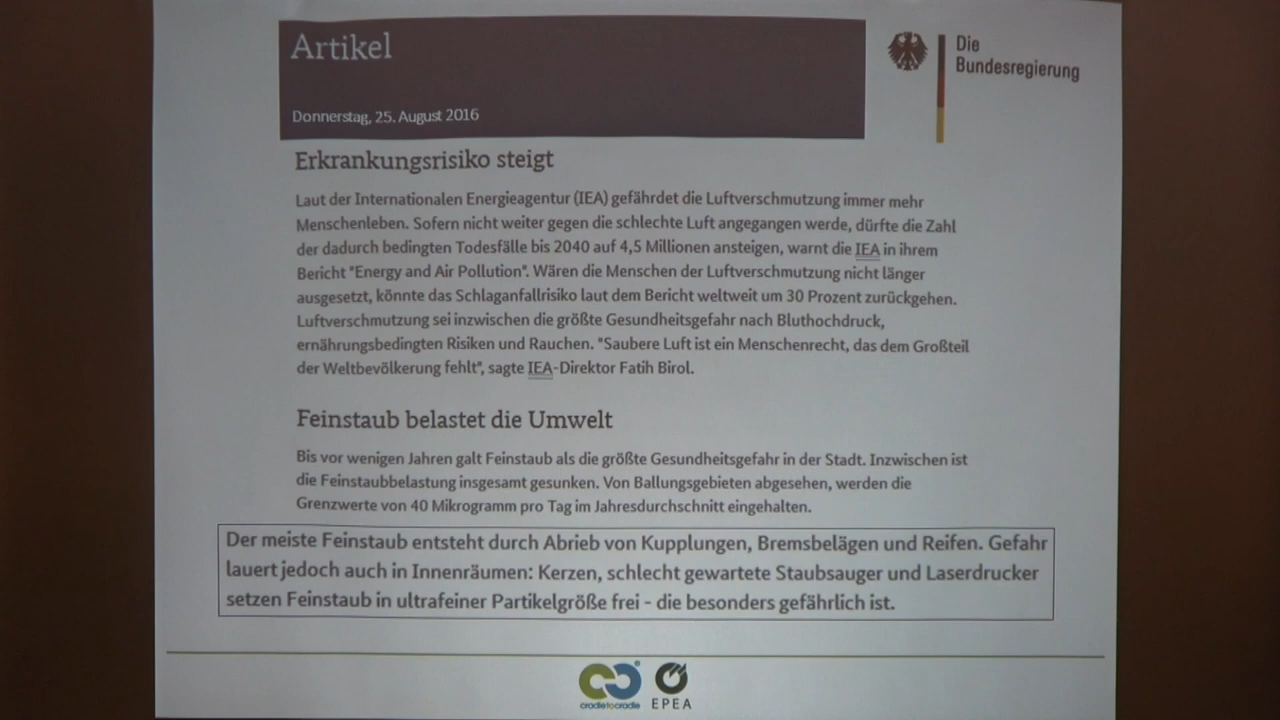 Artikel
Donnerstag, 25. August 2016
Die
Bundesregierung
Erkrankungsrisiko steigt
Laut der Internationalen Energieagentur (IEA) gefährdet die Luftverschmutzung immer mehr
Menschenleben. Sofern nicht weiter gegen die schlechte Luft angegangen werde, dürfte die Zahl
der dadurch bedingten Todesfälle bis 2040 auf 4,5 Millionen ansteigen, warnt die IEA in ihrem
Bericht "Energy and Air Pollution". Wären die Menschen der Luftverschmutzung nicht länger
ausgesetzt, könnte das Schlaganfallrisiko laut dem Bericht weltweit um 30 Prozent zurückgehen.
Luftverschmutzung sei inzwischen die größte Gesundheitsgefahr nach Bluthochdruck,
ernährungsbedingten Risiken und Rauchen. "Saubere Luft ist ein Menschenrecht, das dem Großteil
der Weltbevölkerung fehlt", sagte IEA-Direktor Fatih Birol.
Feinstaub belastet die Umwelt
Bis vor wenigen Jahren galt Feinstaub als die größte Gesundheitsgefahr in der Stadt. Inzwischen ist
die Feinstaubbelastung insgesamt gesunken. Von Ballungsgebieten abgesehen, werden die
Grenzwerte von 40 Mikrogramm pro Tag im Jahresdurchschnitt eingehalten.
Der meiste Feinstaub entsteht durch Abrieb von Kupplungen, Bremsbelägen und Reifen. Gefahr
lauert jedoch auch in Innenräumen: Kerzen, schlecht gewartete Staubsauger und Laserdrucker
setzen Feinstaub in ultrafeiner Partikelgröße frei - die besonders gefährlich ist.
cradletocradle
EPEA